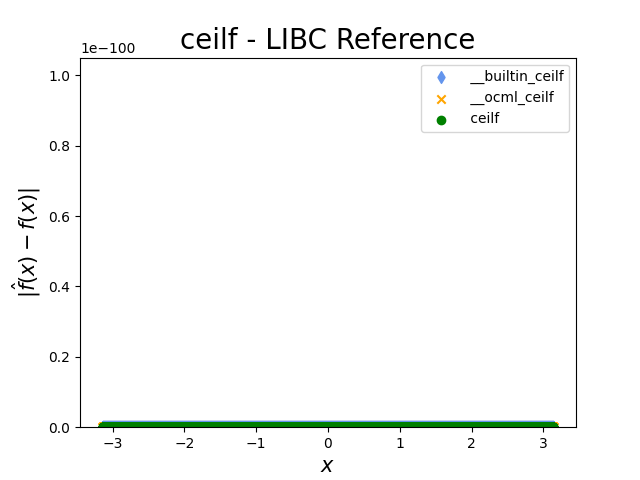 ceilf - LIBC Reference
1e−100
1.0
0.8
0.6
0.4
0.2
0.0
|f̂(x) − f(x)|
__builtin_ceilf
__ocml_ceilf
ceilf
−3 −2 −1 0 1 2 3
x